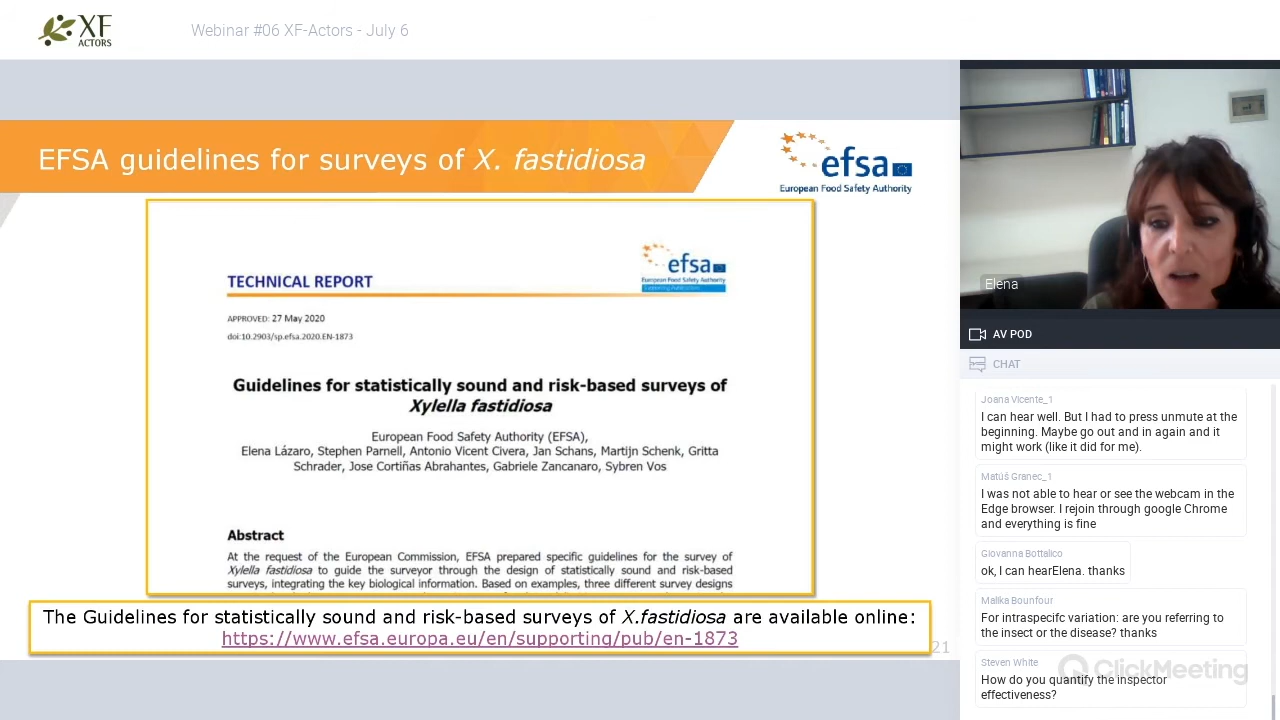 XF
ACTORS
Webinar #06 XF-Actors - July 6
EFSA guidelines for surveys of X. fastidiosa
efsa
European Food Safety Authority
efsa
European Food Safety Authority
TECHNICAL REPORT
APPROVED: 27 May 2020
doi:10.2903/sp.efsa.2020.EN-1873
Guidelines for statistically sound and risk-based surveys of
Xylella fastidiosa
European Food Safety Authority (EFSA),
Elena Lázaro, Stephen Parnell, Antonio Vicent Civera, Jan Schans, Martijn Schenk, Gritta
Schrader, Jose Cortiñas Abrahantes, Gabriele Zancanaro, Sybren Vos
Abstract
At the request of the European Commission, EFSA prepared specific guidelines for the survey of
Xylella fastidiosa to guide the surveyor through the design of statistically sound and risk-based
surveys, integrating the key biological information. Based on examples, three different survey designs
The Guidelines for statistically sound and risk-based surveys of X.fastidiosa are available online:
https://www.efsa.europa.eu/en/supporting/pub/en-1873
21
Elena
AV POD
CHAT
Joana Vicente_1
I can hear well. But I had to press unmute at the
beginning. Maybe go out and in again and it
might work (like it did for me).
Matúš Granec_1
I was not able to hear or see the webcam in the
Edge browser. I rejoin through google Chrome
and everything is fine
Giovanna Bottalico
ok, I can hearElena. thanks
Malika Bounfour
For intraspecifc variation: are you referring to
the insect or the disease? thanks
Steven White
How do you quantify the inspector
effectiveness?
ClickMeeting